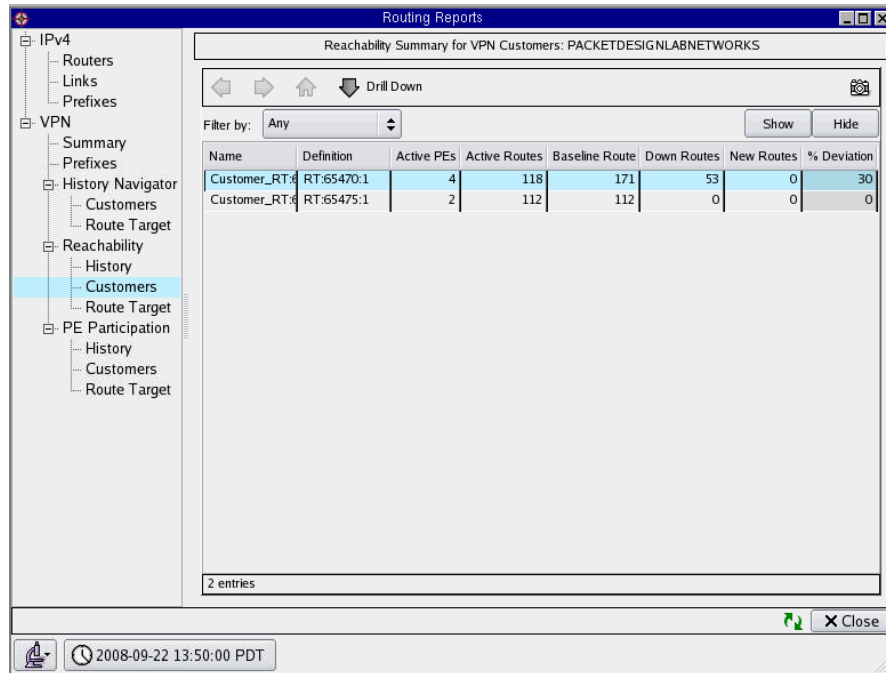 Routing Reports
IPv4
Routers
Links
Prefixes
VPN
Summary
Prefixes
History Navigator
Customers
Route Target
Reachability
History
Customers
Route Target
PE Participation
History
Customers
Route Target
Reachability Summary for VPN Customers: PACKETDESIGNLABNETWORKS
Drill Down
Filter by: Any Show Hide
Name Definition Active PEs Active Routes Baseline Route Down Routes New Routes % Deviation
Customer_RT:6 RT:65470:1 4 118 171 53 0 30
Customer_RT:6 RT:65475:1 2 112 112 0 0 0
2 entries
Close
2008-09-22 13:50:00 PDT